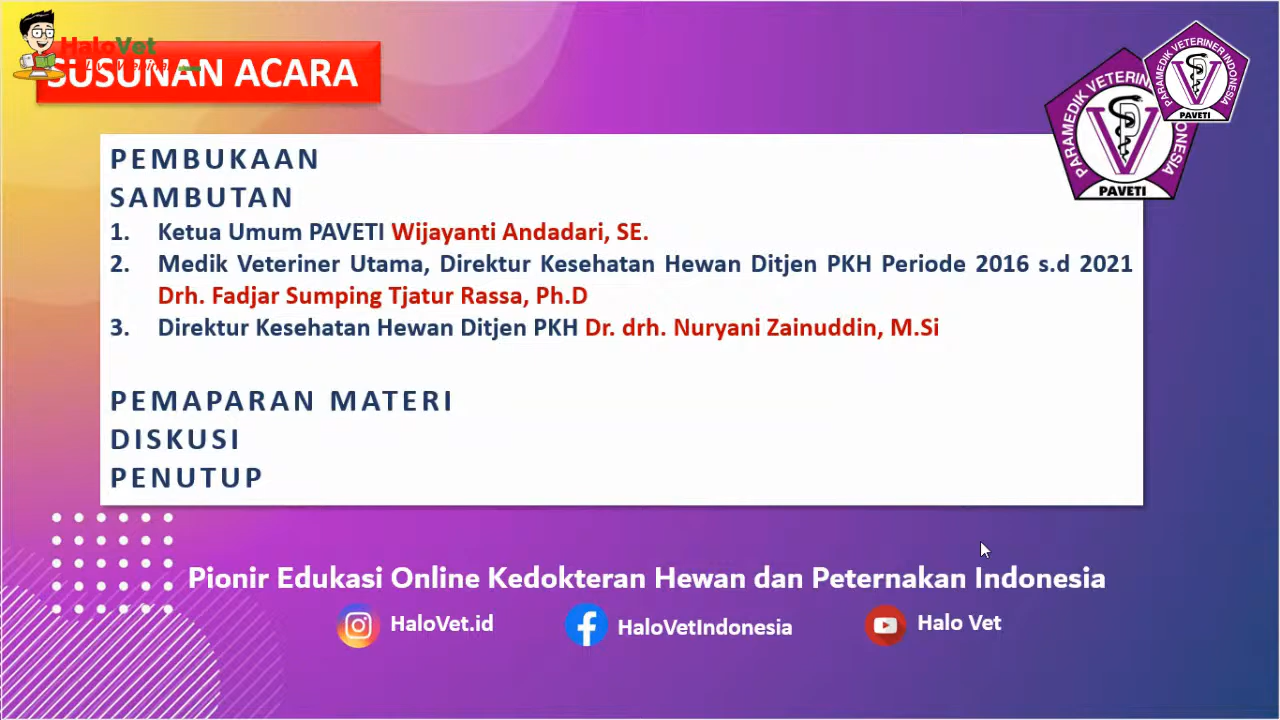 HaloVet
SUSUNAN ACARA
PARAMEDIK VETERINER INDONESIA
PAVETI
PARAMEDIK VETERIN
SIA
PAVETI
PEMBUKAAN
SAMBUTAN
1. Ketua Umum PAVETI Wijayanti Andadari, SE.
2. Medik Veteriner Utama, Direktur Kesehatan Hewan Ditjen PKH Periode 2016 s.d 2021
Drh. Fadjar Sumping Tjatur Rassa, Ph.D
3. Direktur Kesehatan Hewan Ditjen PKH Dr. drh. Nuryani Zainuddin, M.Si
PEMAPARAN MATERI
DISKUSI
PENUTUP
Pionir Edukasi Online Kedokteran Hewan dan Peternakan Indonesia
HaloVet.id
HaloVetIndonesia
Halo Vet